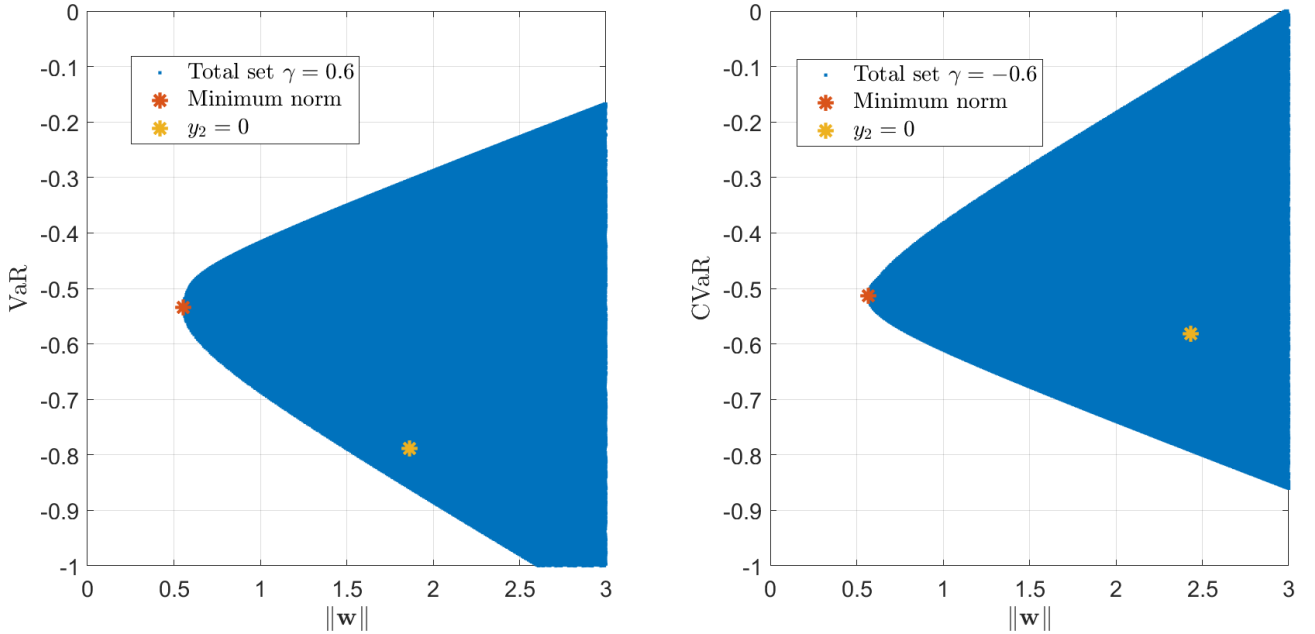 0
-0.1
-0.2
-0.3
-0.4
-0.5
-0.6
-0.7
-0.8
-0.9
-1
VaR
Total set γ = 0.6
Minimum norm
y₂ = 0
0 0.5 1 1.5 2 2.5 3
‖w‖
0
-0.1
-0.2
-0.3
-0.4
-0.5
-0.6
-0.7
-0.8
-0.9
-1
CVaR
Total set γ = −0.6
Minimum norm
y₂ = 0
0 0.5 1 1.5 2 2.5 3
‖w‖